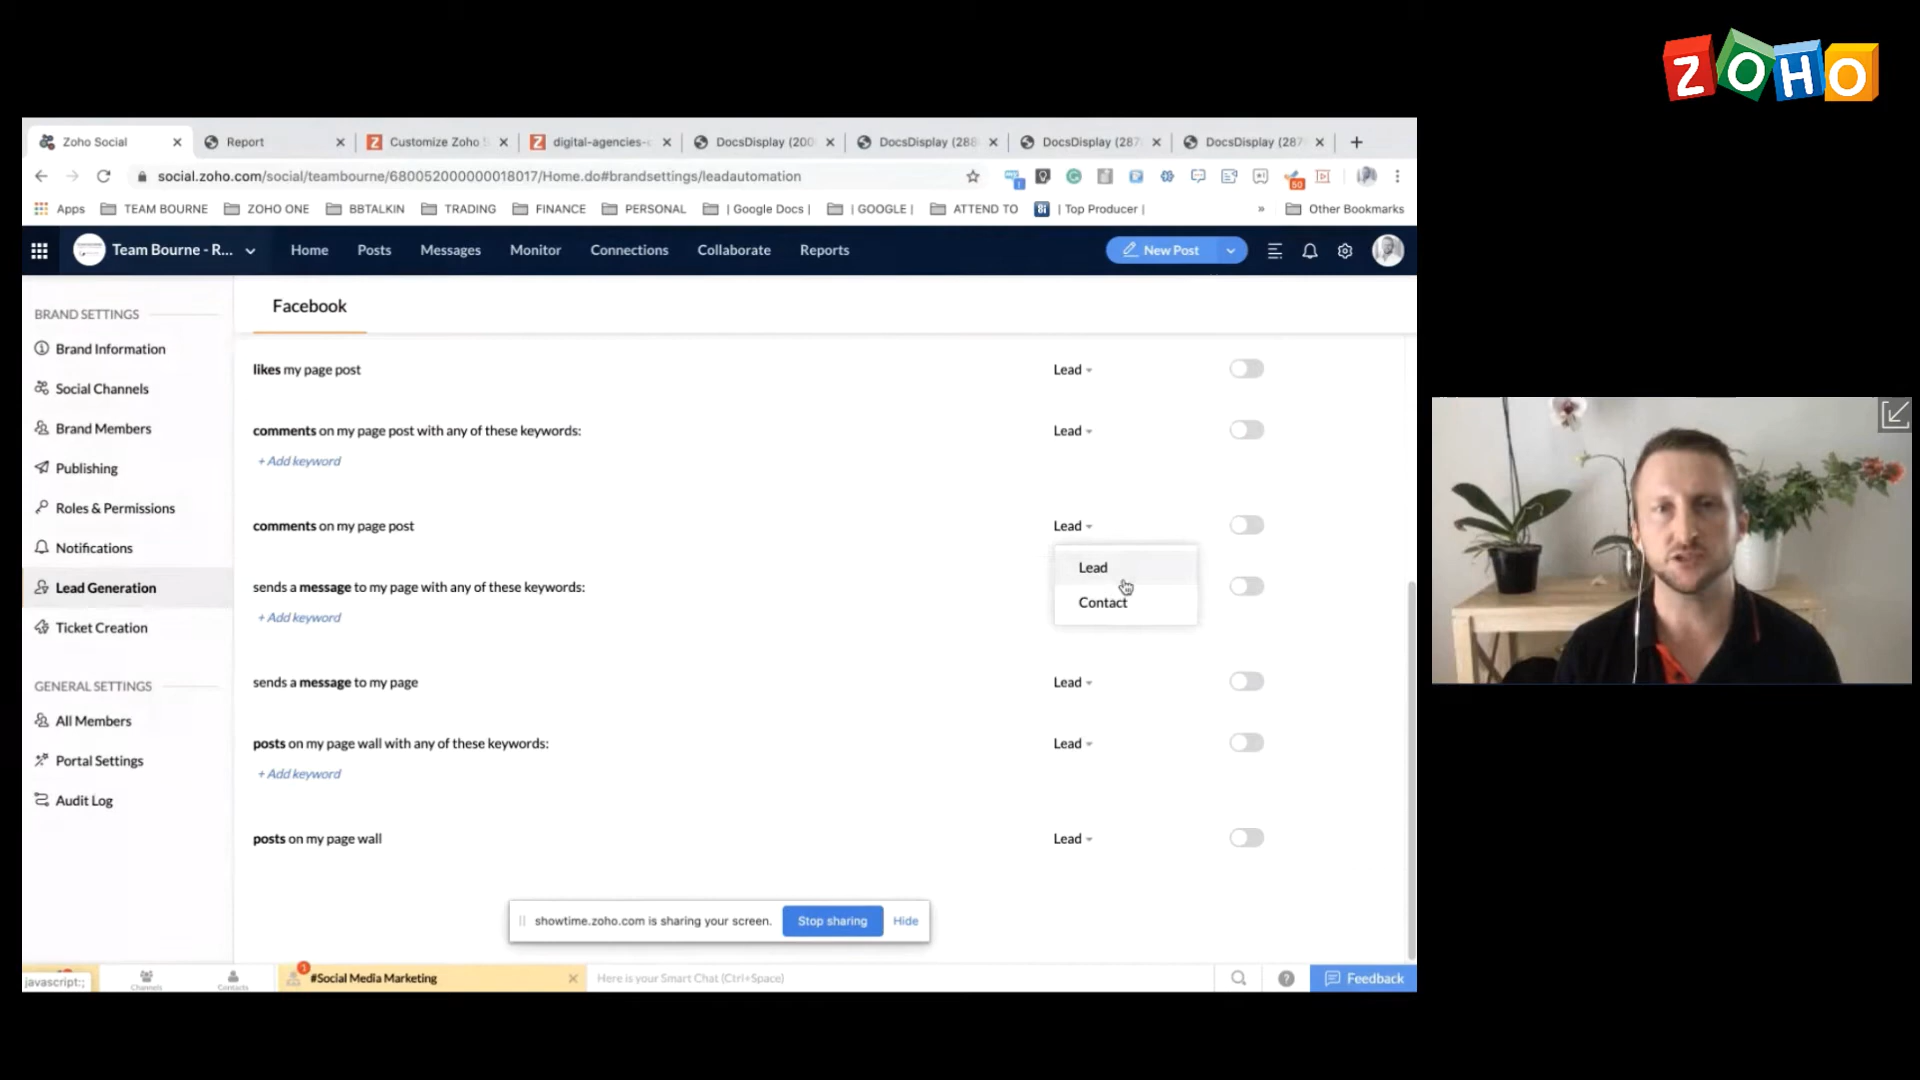 ZOHO
Zoho Social
Report
Customize Zoho S
digital-agencies-c
DocsDisplay (200
DocsDisplay (288
DocsDisplay (287
DocsDisplay (287
social.zoho.com/social/teambourne/680052000000018017/Home.do#brandsettings/leadautomation
50
Apps
TEAM BOURNE
ZOHO ONE
BBTALKIN
TRADING
FINANCE
PERSONAL
| Google Docs |
| GOOGLE |
ATTEND TO
| Top Producer |
»
Other Bookmarks
Team Bourne - R...
Home
Posts
Messages
Monitor
Connections
Collaborate
Reports
New Post
BRAND SETTINGS
Brand Information
Social Channels
Brand Members
Publishing
Roles & Permissions
Notifications
Lead Generation
Ticket Creation
GENERAL SETTINGS
All Members
Portal Settings
Audit Log
Facebook
likes my page post
Lead
comments on my page post with any of these keywords:
Lead
+ Add keyword
comments on my page post
Lead
Lead
Contact
sends a message to my page with any of these keywords:
+ Add keyword
sends a message to my page
Lead
posts on my page wall with any of these keywords:
Lead
+ Add keyword
posts on my page wall
Lead
showtime.zoho.com is sharing your screen.
Stop sharing
Hide
javascript:;
Channels
Contacts
1
#Social Media Marketing
Here is your Smart Chat (Ctrl+Space)
Feedback